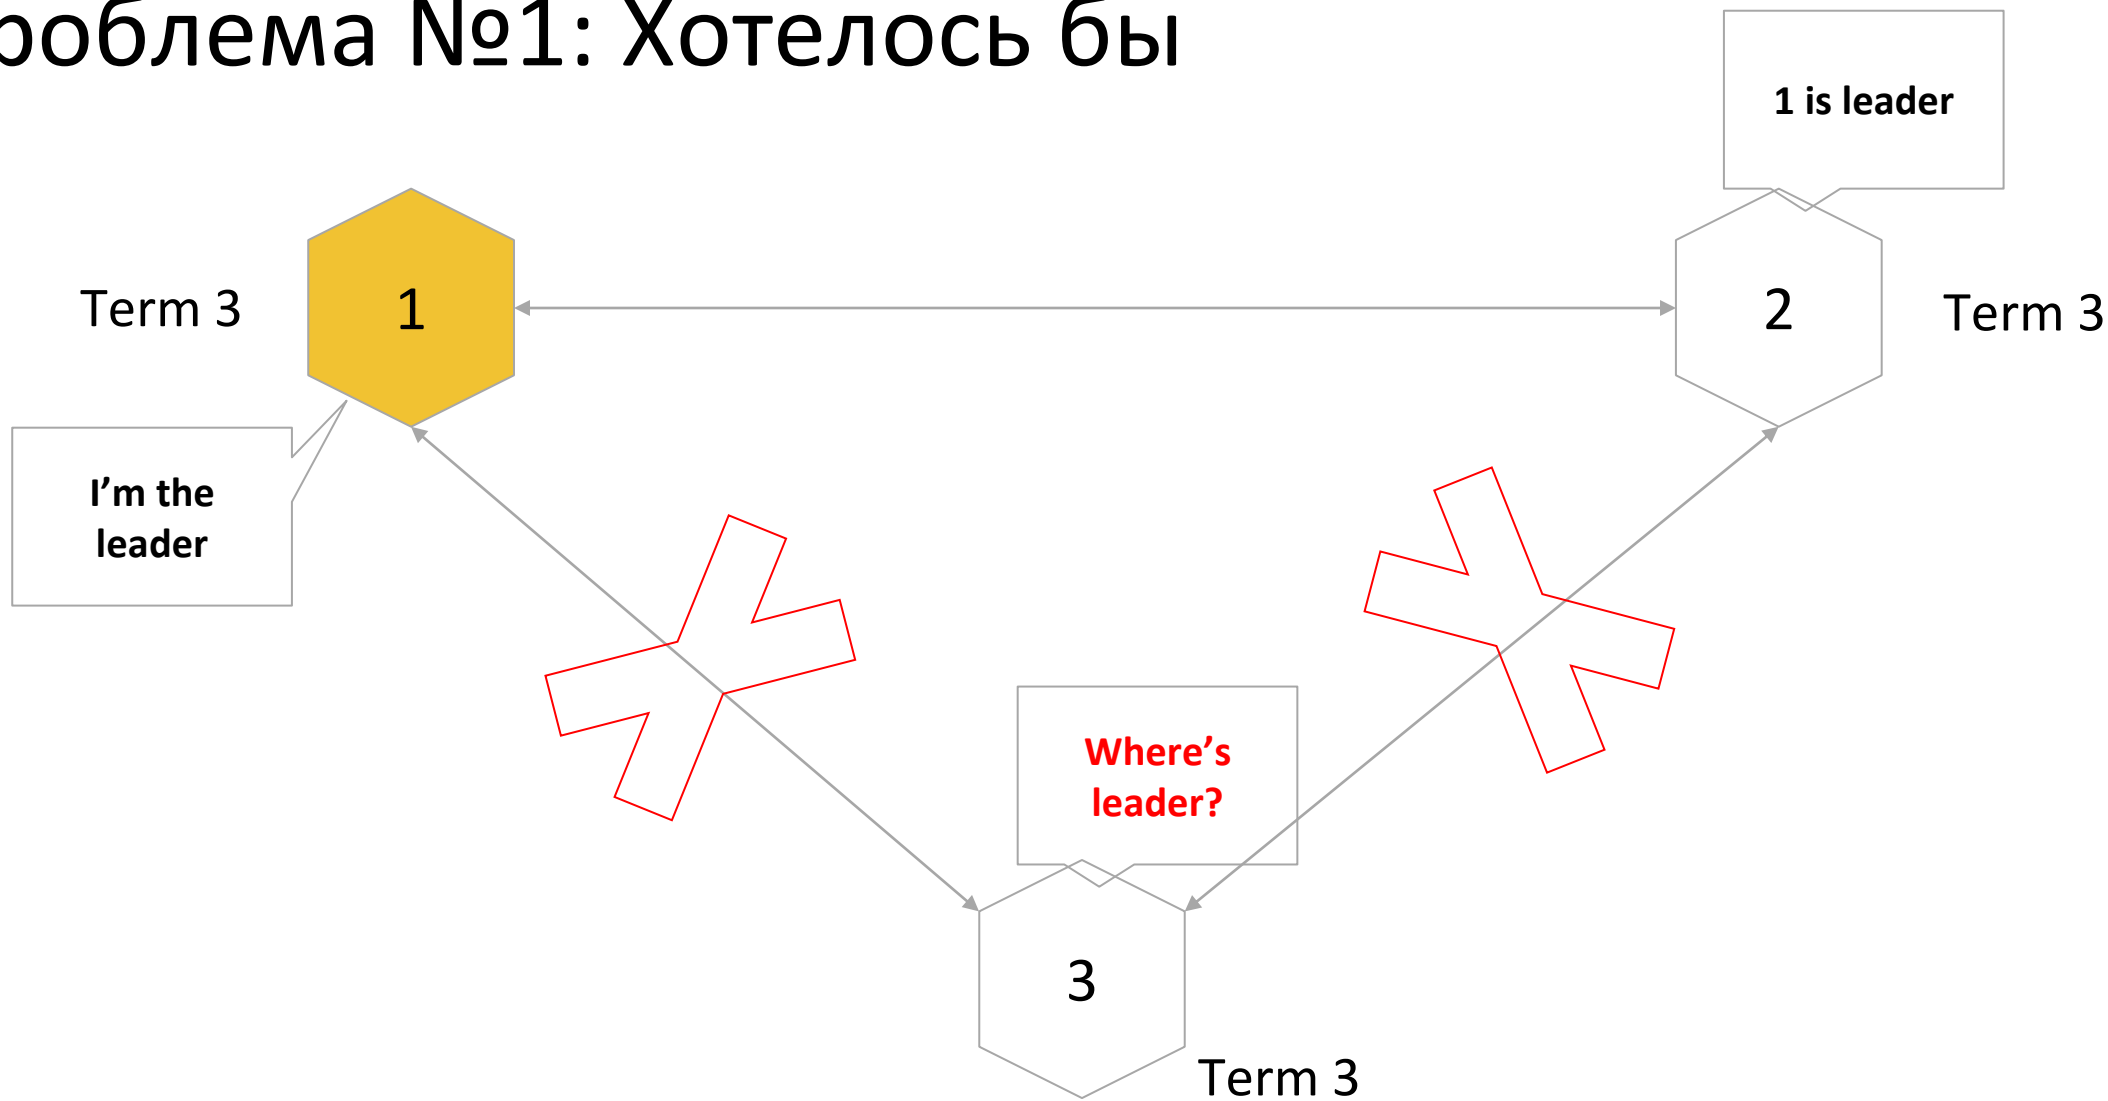 роблема №1: Хотелось бы
1 is leader
Term 3
1
2
Term 3
I’m the
leader
Where’s
leader?
3
Term 3